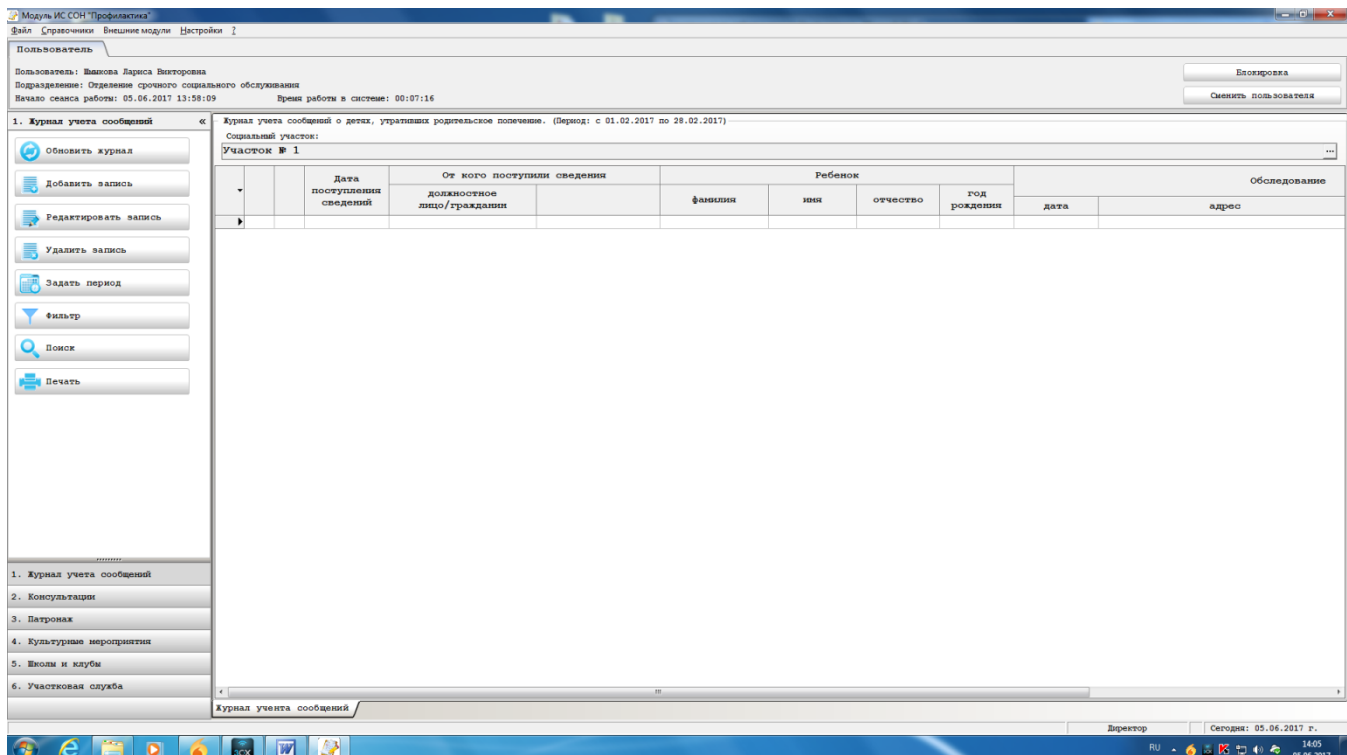 Модуль ИС СОН "Профилактика"
Файл Справочники Внешние модули Настройки ?
Пользователь
Пользователь: Шишкова Лариса Викторовна
Подразделение: Отделение срочного социального обслуживания
Начало сеанса работы: 05.06.2017 13:58:09 Время работы в системе: 00:07:16
Блокировка
Сменить пользователя
1. Журнал учета сообщений «
Обновить журнал
Добавить запись
Редактировать запись
Удалить запись
Задать период
Фильтр
Поиск
Печать
1. Журнал учета сообщений
2. Консультации
3. Патронаж
4. Культурные мероприятия
5. Школы и клубы
6. Участковая служба
Журнал учета сообщений о детях, утративших родительское попечение. (Период: с 01.02.2017 по 28.02.2017)
Социальный участок:
Участок № 1 ...
Дата поступления сведений
От кого поступили сведения
должностное лицо/гражданин
Ребенок
фамилия имя отчество год рождения
Обследование
дата адрес
Журнал учента сообщений
Директор Сегодня: 05.06.2017 г.
3CX W RU 14:05
05.06.2017